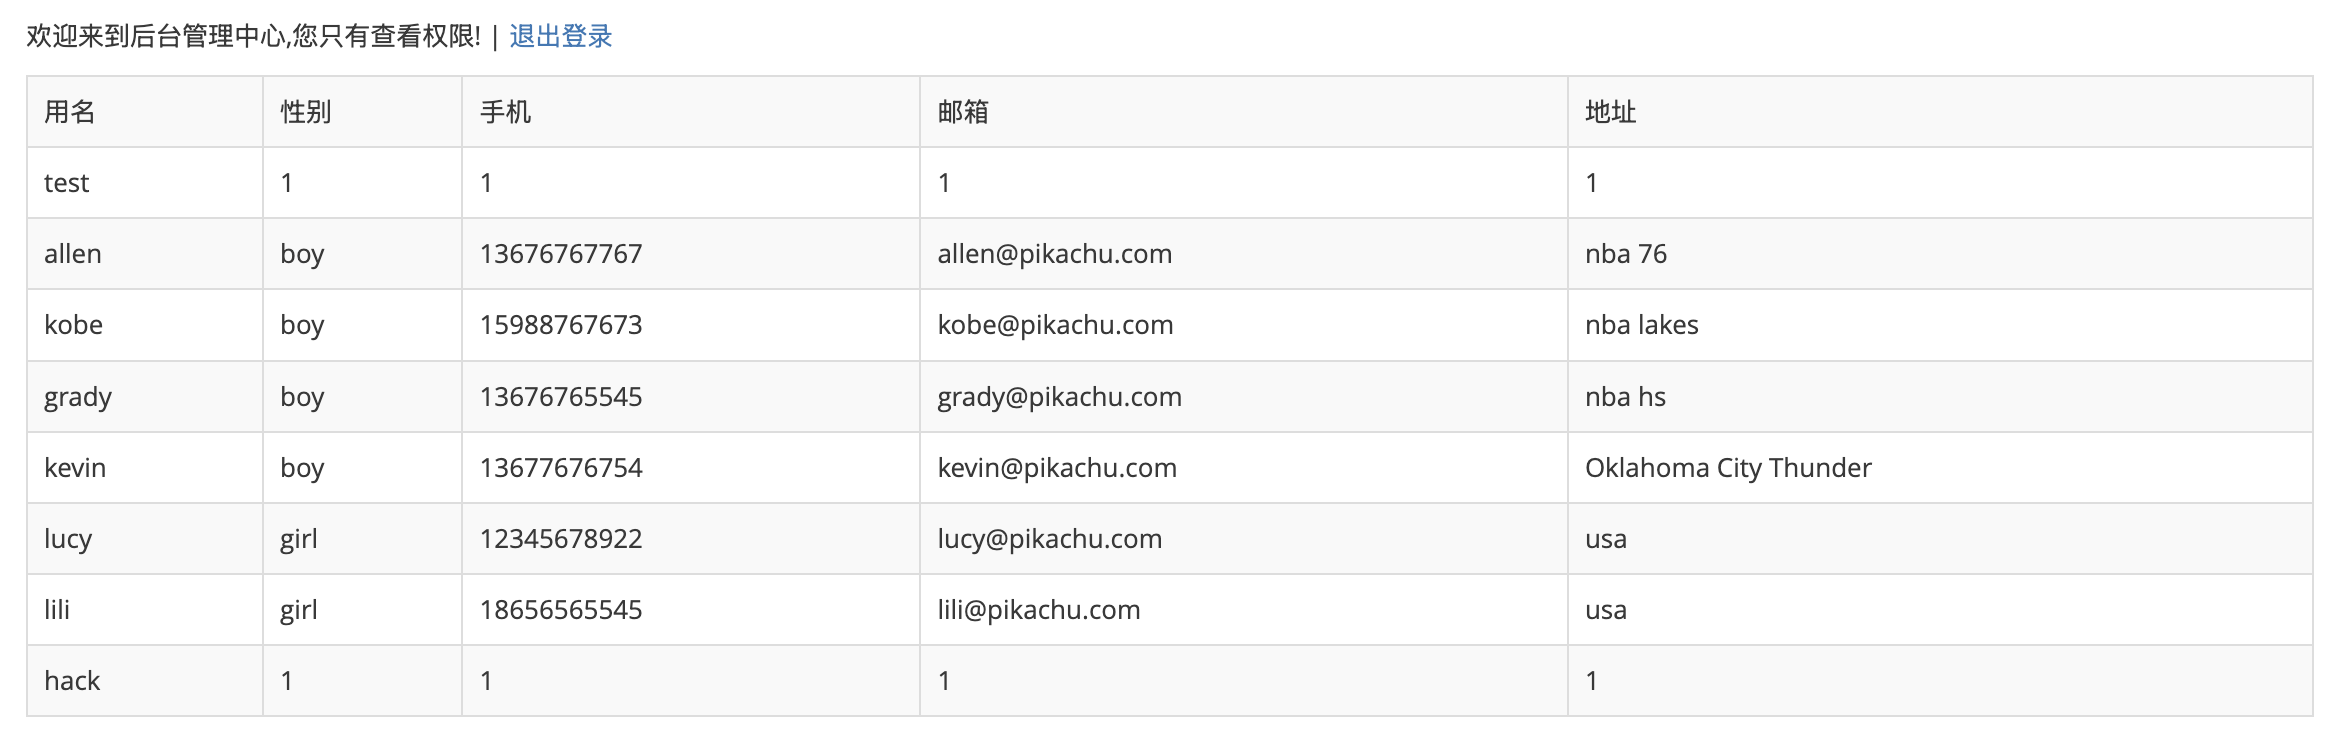 欢迎来到后台管理中心,您只有查看权限! | 退出登录
用名 性别 手机 邮箱 地址
test 1 1 1 1
allen boy 13676767767 allen@pikachu.com nba 76
kobe boy 15988767673 kobe@pikachu.com nba lakes
grady boy 13676765545 grady@pikachu.com nba hs
kevin boy 13677676754 kevin@pikachu.com Oklahoma City Thunder
lucy girl 12345678922 lucy@pikachu.com usa
lili girl 18656565545 lili@pikachu.com usa
hack 1 1 1 1